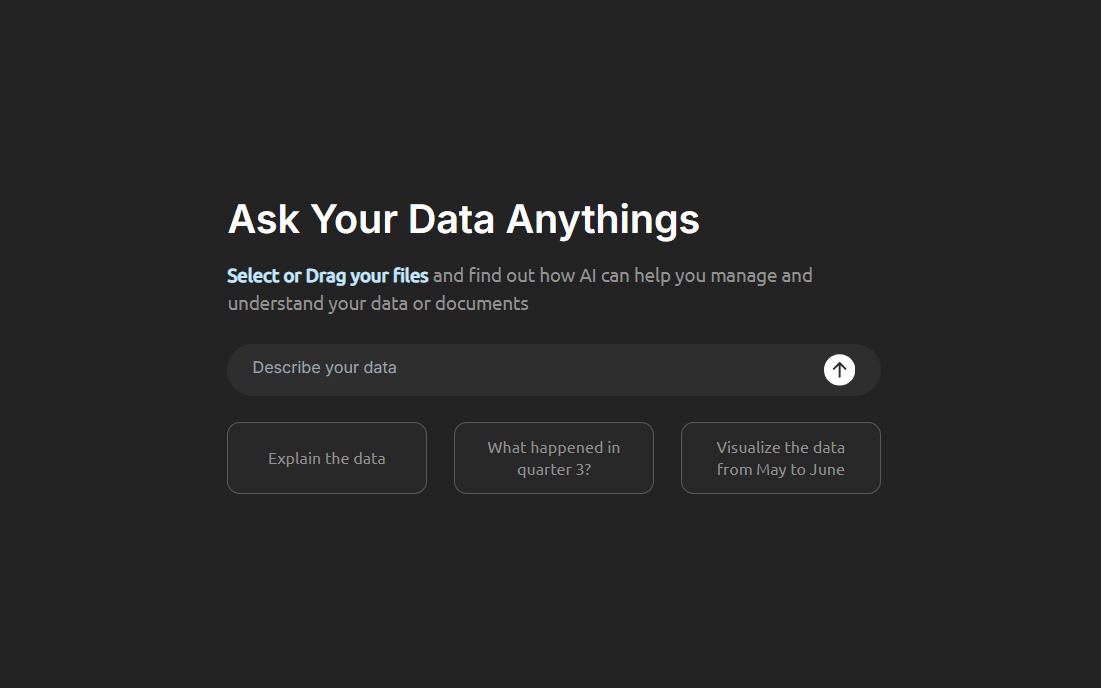 Ask Your Data Anythings
Select or Drag your files and find out how AI can help you manage and
understand your data or documents
Describe your data
Explain the data
What happened in
quarter 3?
Visualize the data
from May to June